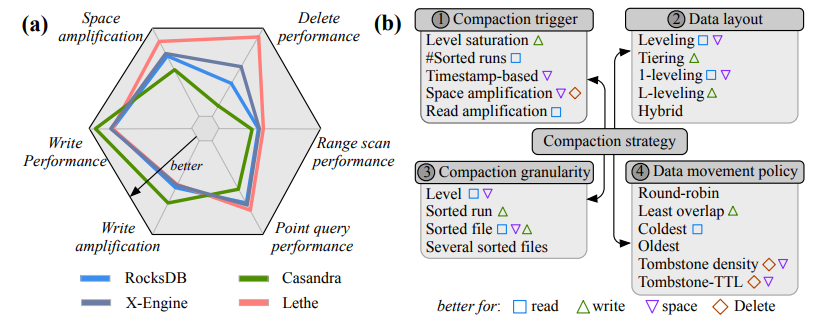 (a)
Space
amplification
Delete
performance
Write
Performance
Range scan
performance
better
Write
amplification
Point query
performance
RocksDB
Casandra
X-Engine
Lethe
(b)
1 Compaction trigger
Level saturation
#Sorted runs
Timestamp-based
Space amplification
Read amplification
2 Data layout
Leveling
Tiering
1-leveling
L-leveling
Hybrid
Compaction strategy
3 Compaction granularity
Level
Sorted run
Sorted file
Several sorted files
4 Data movement policy
Round-robin
Least overlap
Coldest
Oldest
Tombstone density
Tombstone-TTL
better for: read write space Delete